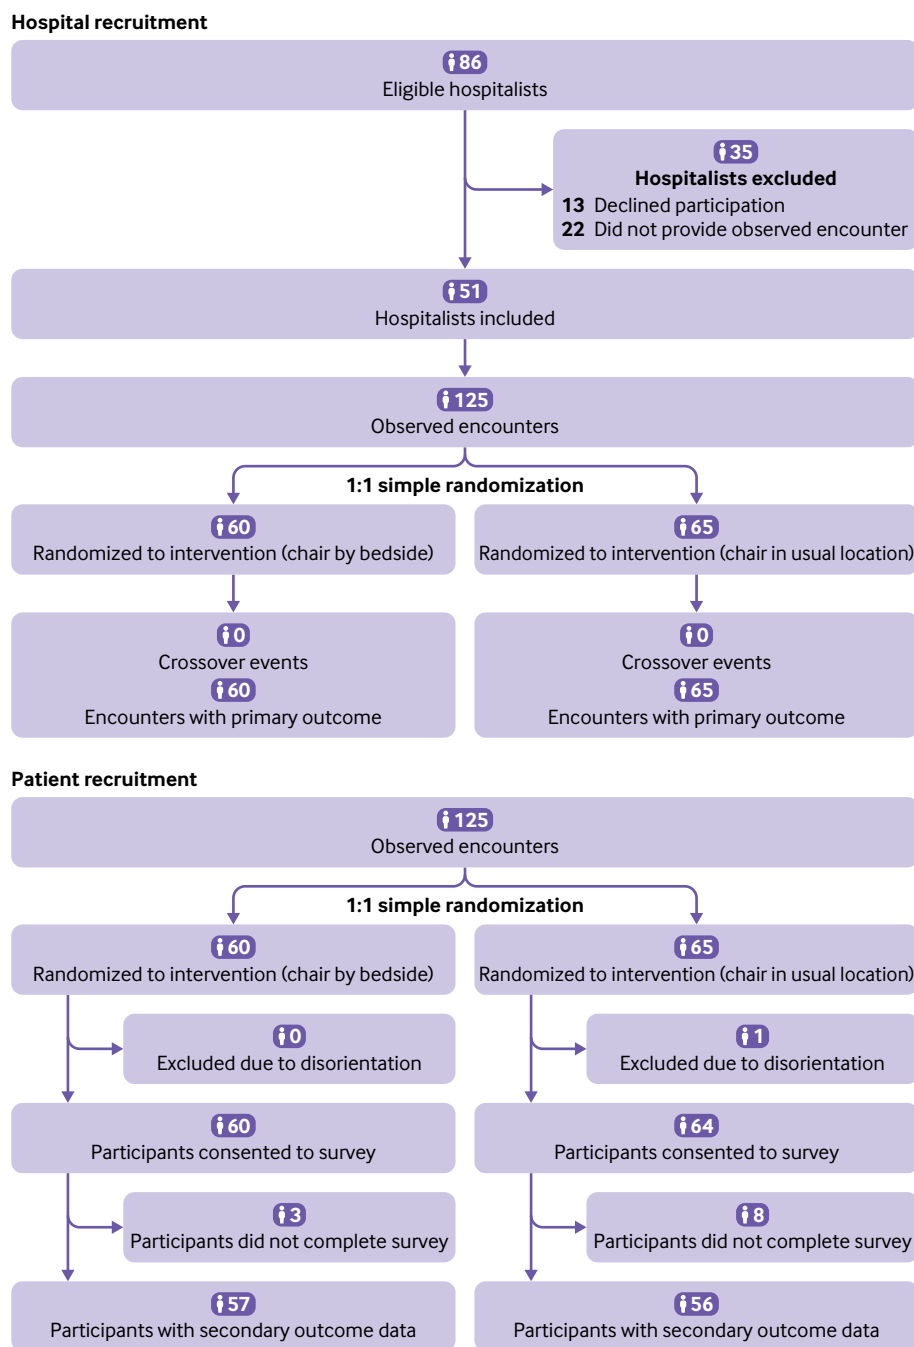 Hospital recruitment
86
Eligible hospitalists
35
Hospitalists excluded
13 Declined participation
22 Did not provide observed encounter
51
Hospitalists included
125
Observed encounters
1:1 simple randomization
60
Randomized to intervention (chair by bedside)
65
Randomized to intervention (chair in usual location)
0
Crossover events
60
Encounters with primary outcome
0
Crossover events
65
Encounters with primary outcome
Patient recruitment
125
Observed encounters
1:1 simple randomization
60
Randomized to intervention (chair by bedside)
65
Randomized to intervention (chair in usual location)
0
Excluded due to disorientation
1
Excluded due to disorientation
60
Participants consented to survey
64
Participants consented to survey
3
Participants did not complete survey
8
Participants did not complete survey
57
Participants with secondary outcome data
56
Participants with secondary outcome data